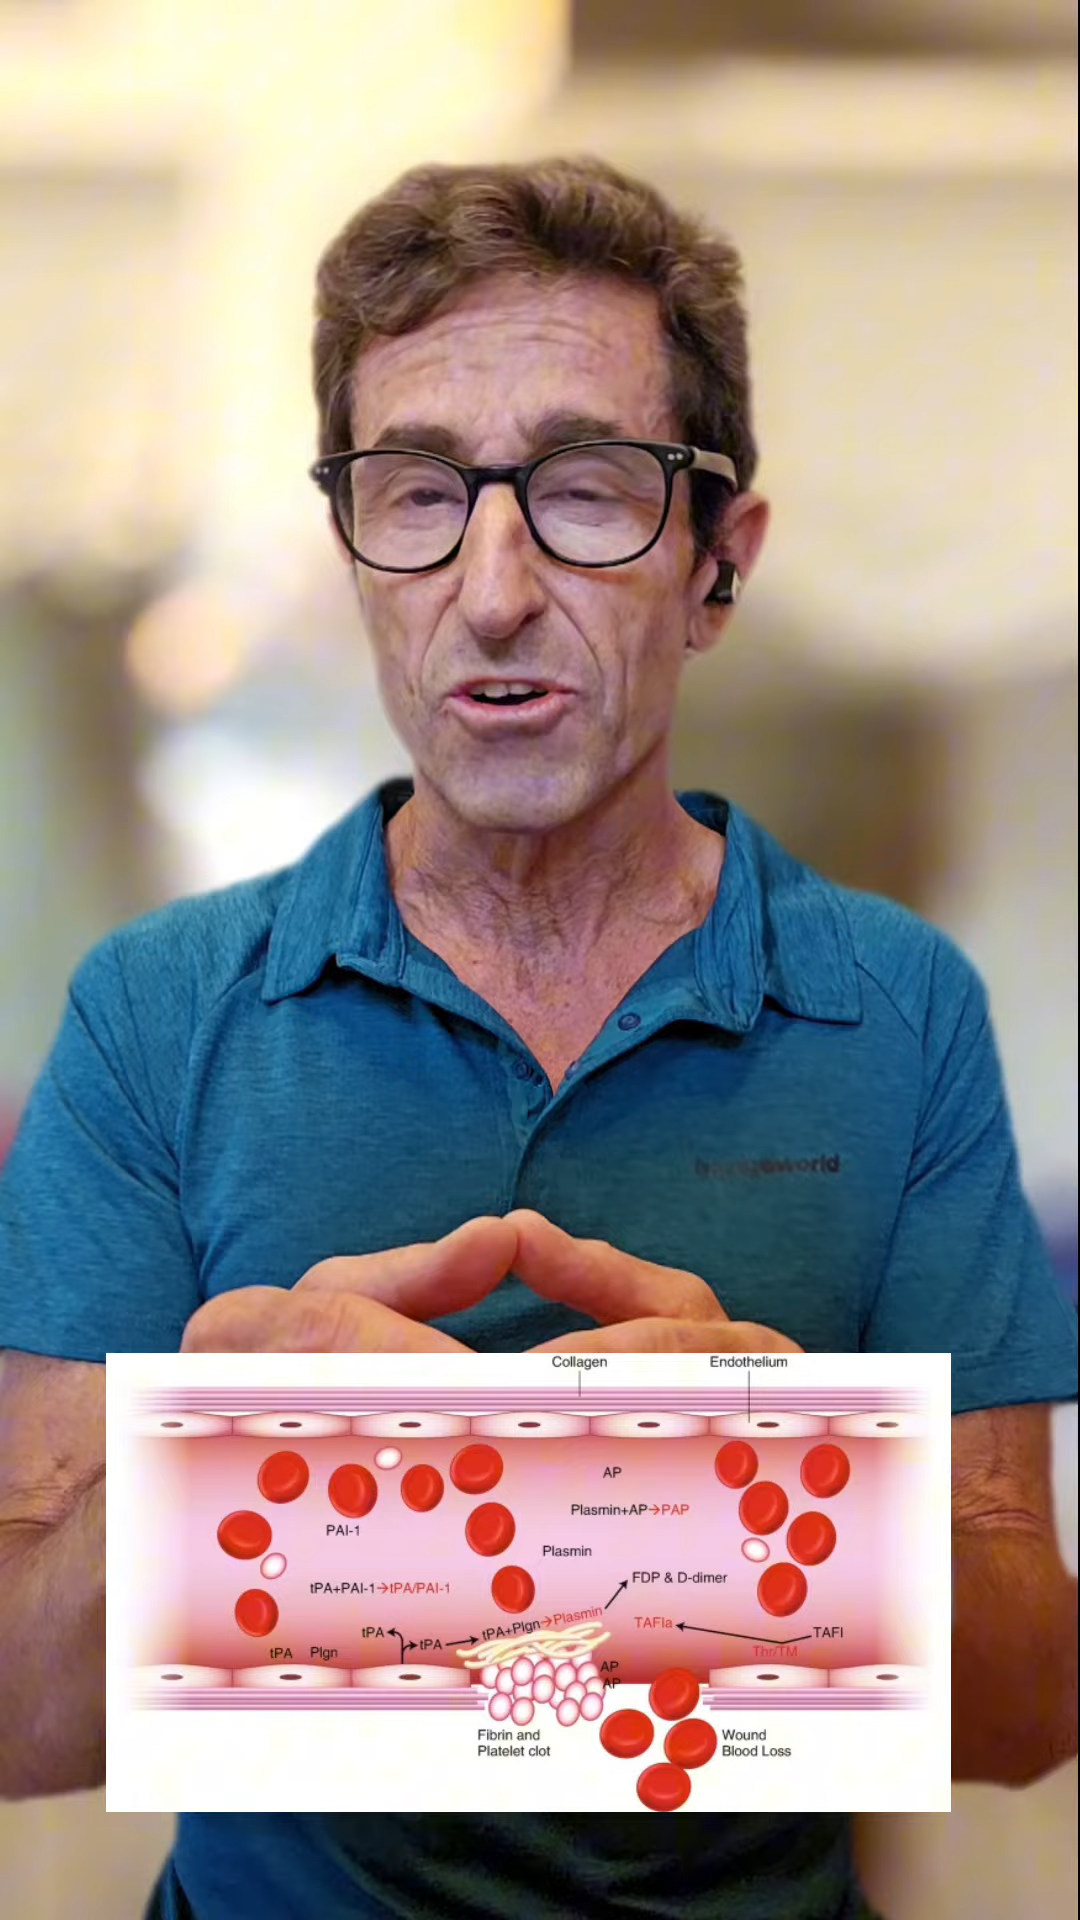 world
Collagen
Endothelium
AP
Plasmin+AP→PAP
PAI-1
Plasmin
tPA+PAI-1→tPA/PAI-1
FDP & D-dimer
tPA
tPA
tPA+Plgn→Plasmin
TAFIa
TAFI
Thr/TM
tPA
Plgn
AP
AP
Fibrin and
Platelet clot
Wound
Blood Loss